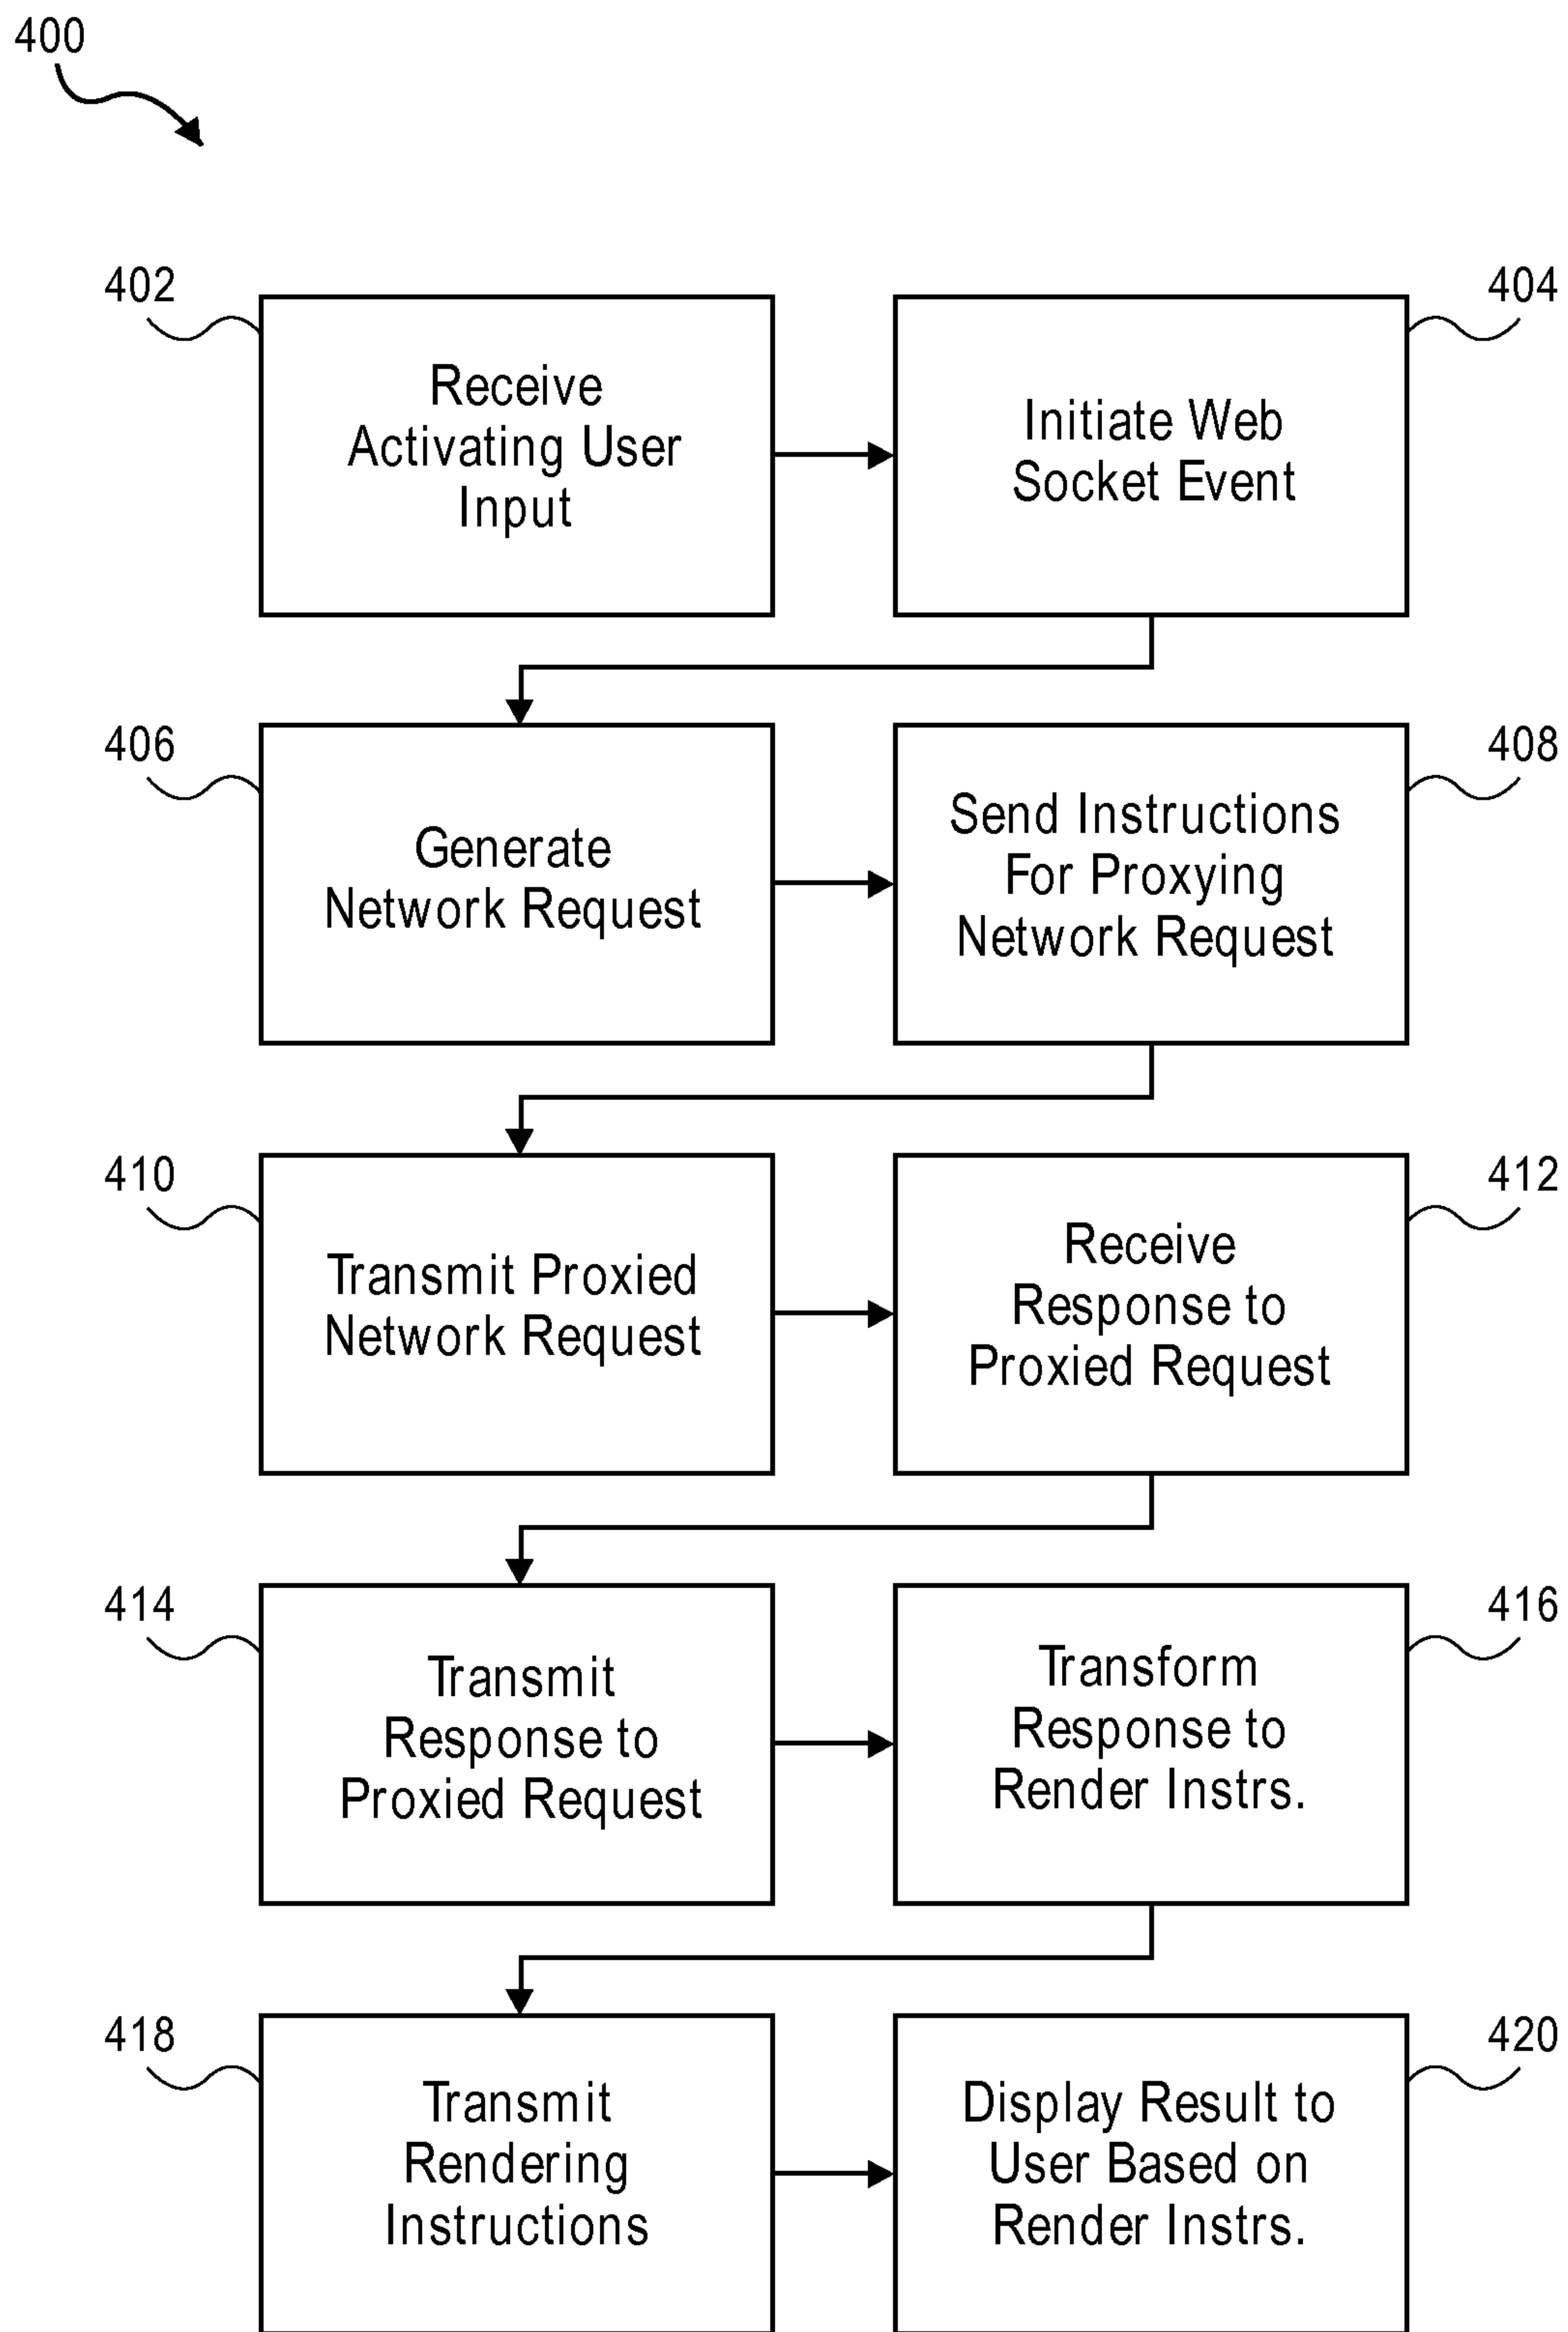 400
402
Receive
Activating User
Input
404
Initiate Web
Socket Event
406
Generate
Network Request
408
Send Instructions
For Proxying
Network Request
410
Transmit Proxied
Network Request
412
Receive
Response to
Proxied Request
414
Transmit
Response to
Proxied Request
416
Transform
Response to
Render Instrs.
418
Transmit
Rendering
Instructions
420
Display Result to
User Based on
Render Instrs.